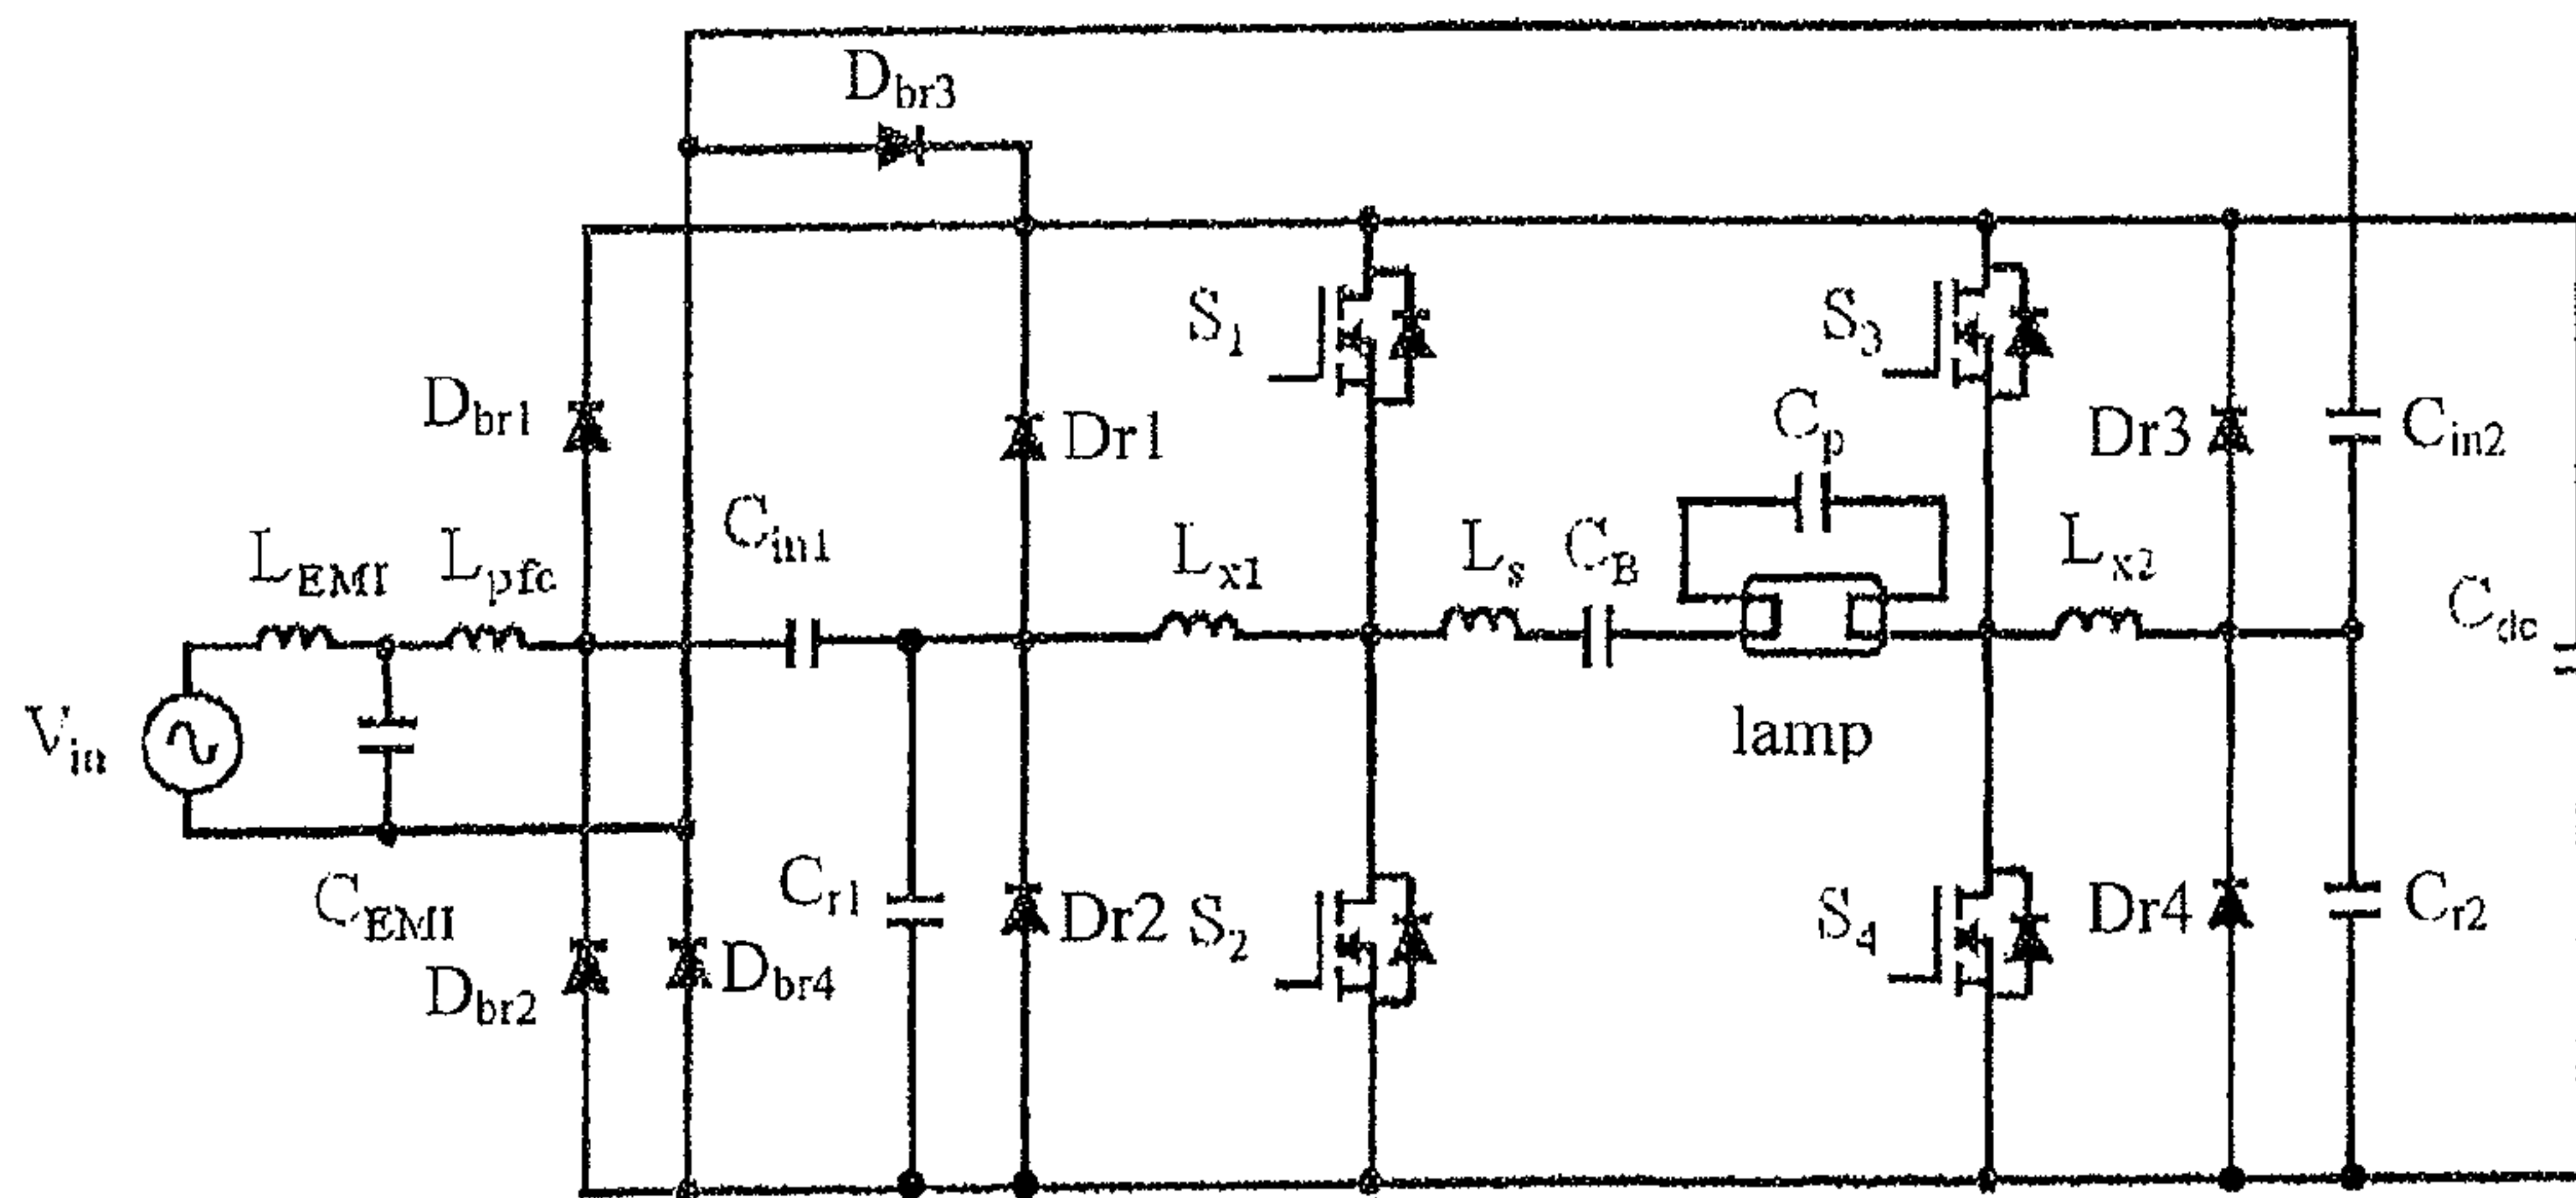 Dbr3
S1
S3
Dbr1
Dr1
Cp
Dr3
Cin2
Cin1
LEMI
Lpfc
Lx1
Ls
CB
Lx2
Cdc
Vin
lamp
CEMI
Cr1
Dbr2
Dbr4
Dr2
S2
S4
Dr4
Cr2